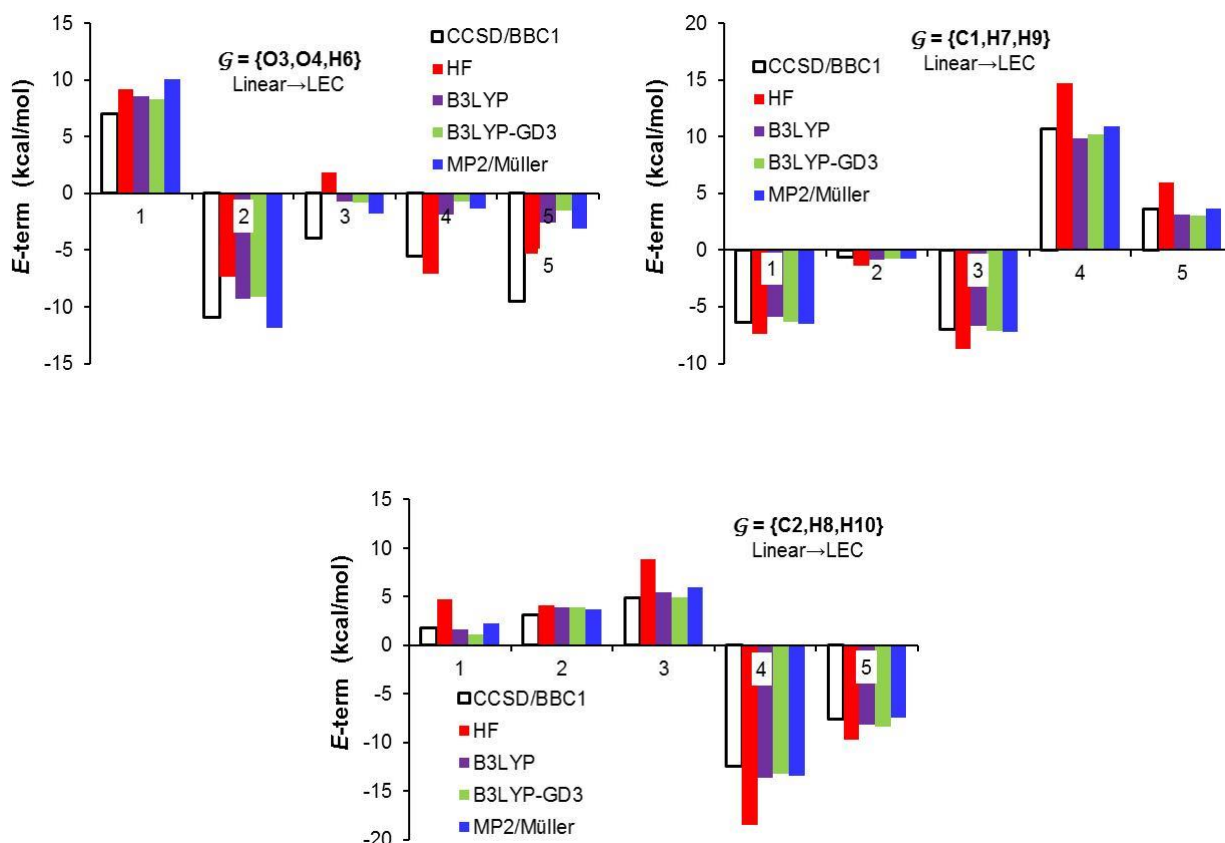 15
10
5
0
-5
-10
-15
E-term (kcal/mol)
𝒢 = {O3,O4,H6}
Linear→LEC
CCSD/BBC1
HF
B3LYP
B3LYP-GD3
MP2/Müller
1
2
3
4
5
5
20
15
10
5
0
-5
-10
E-term (kcal/mol)
𝒢 = {C1,H7,H9}
Linear→LEC
CCSD/BBC1
HF
B3LYP
B3LYP-GD3
MP2/Müller
1
2
3
4
5
15
10
5
0
-5
-10
-15
-20
E-term (kcal/mol)
𝒢 = {C2,H8,H10}
Linear→LEC
1
2
3
4
5
CCSD/BBC1
HF
B3LYP
B3LYP-GD3
MP2/Müller